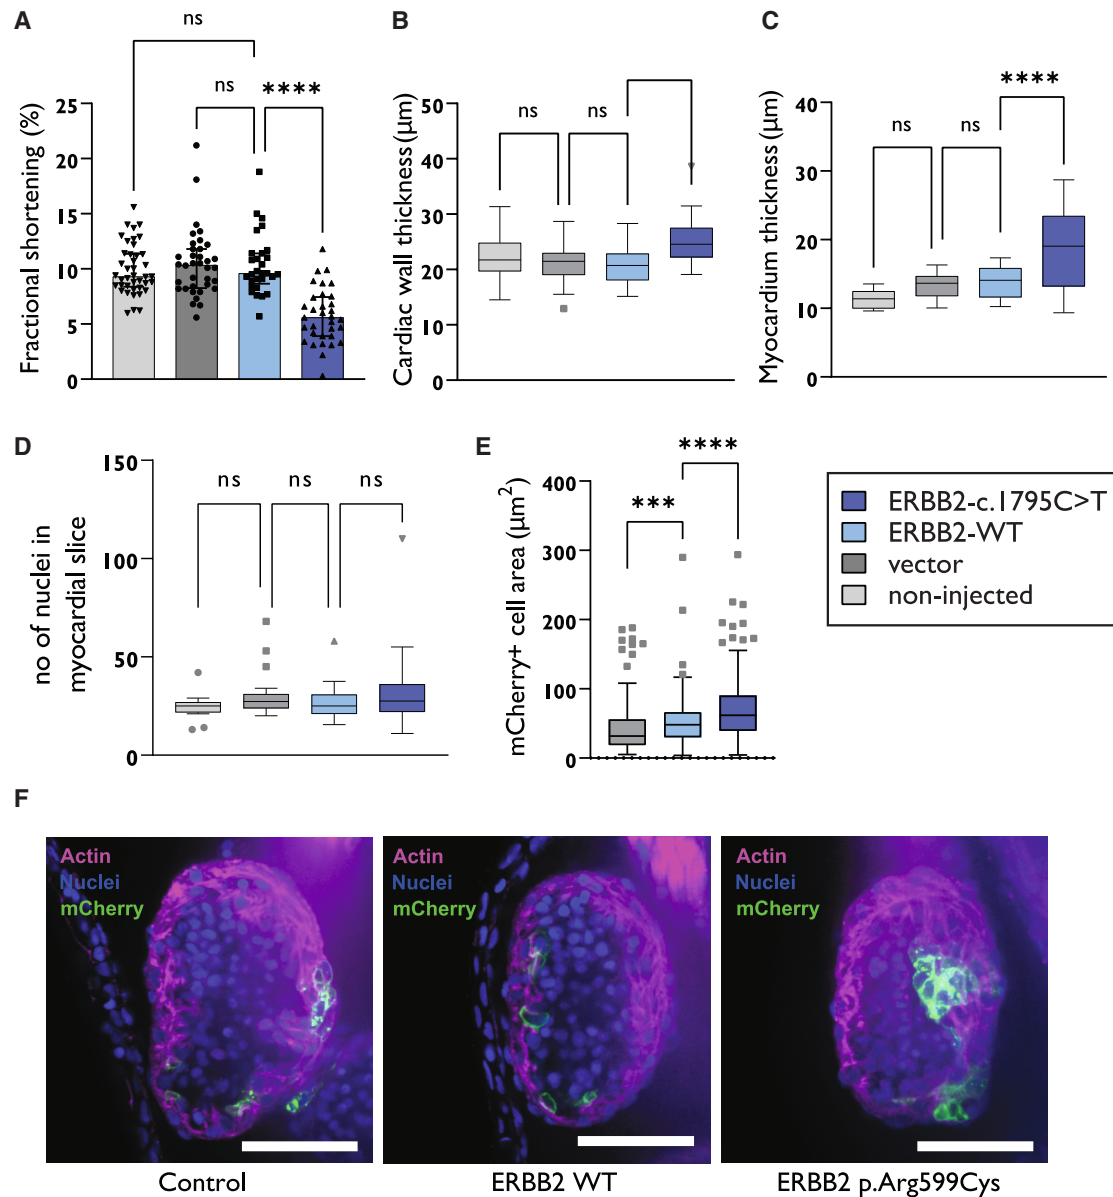 A
B
C
ns
ns
****
Fractional shortening (%)
25
20
15
10
5
0
ns
ns
Cardiac wall thickness (μm)
50
40
30
20
10
0
****
ns
ns
Myocardium thickness (μm)
40
30
20
10
0
D
E
ns
ns
ns
no of nuclei in
myocardial slice
150
100
50
0
****
***
mCherry+ cell area (μm²)
400
300
200
100
0
ERBB2-c.1795C>T
ERBB2-WT
vector
non-injected
F
Actin
Nuclei
mCherry
Control
Actin
Nuclei
mCherry
ERBB2 WT
Actin
Nuclei
mCherry
ERBB2 p.Arg599Cys